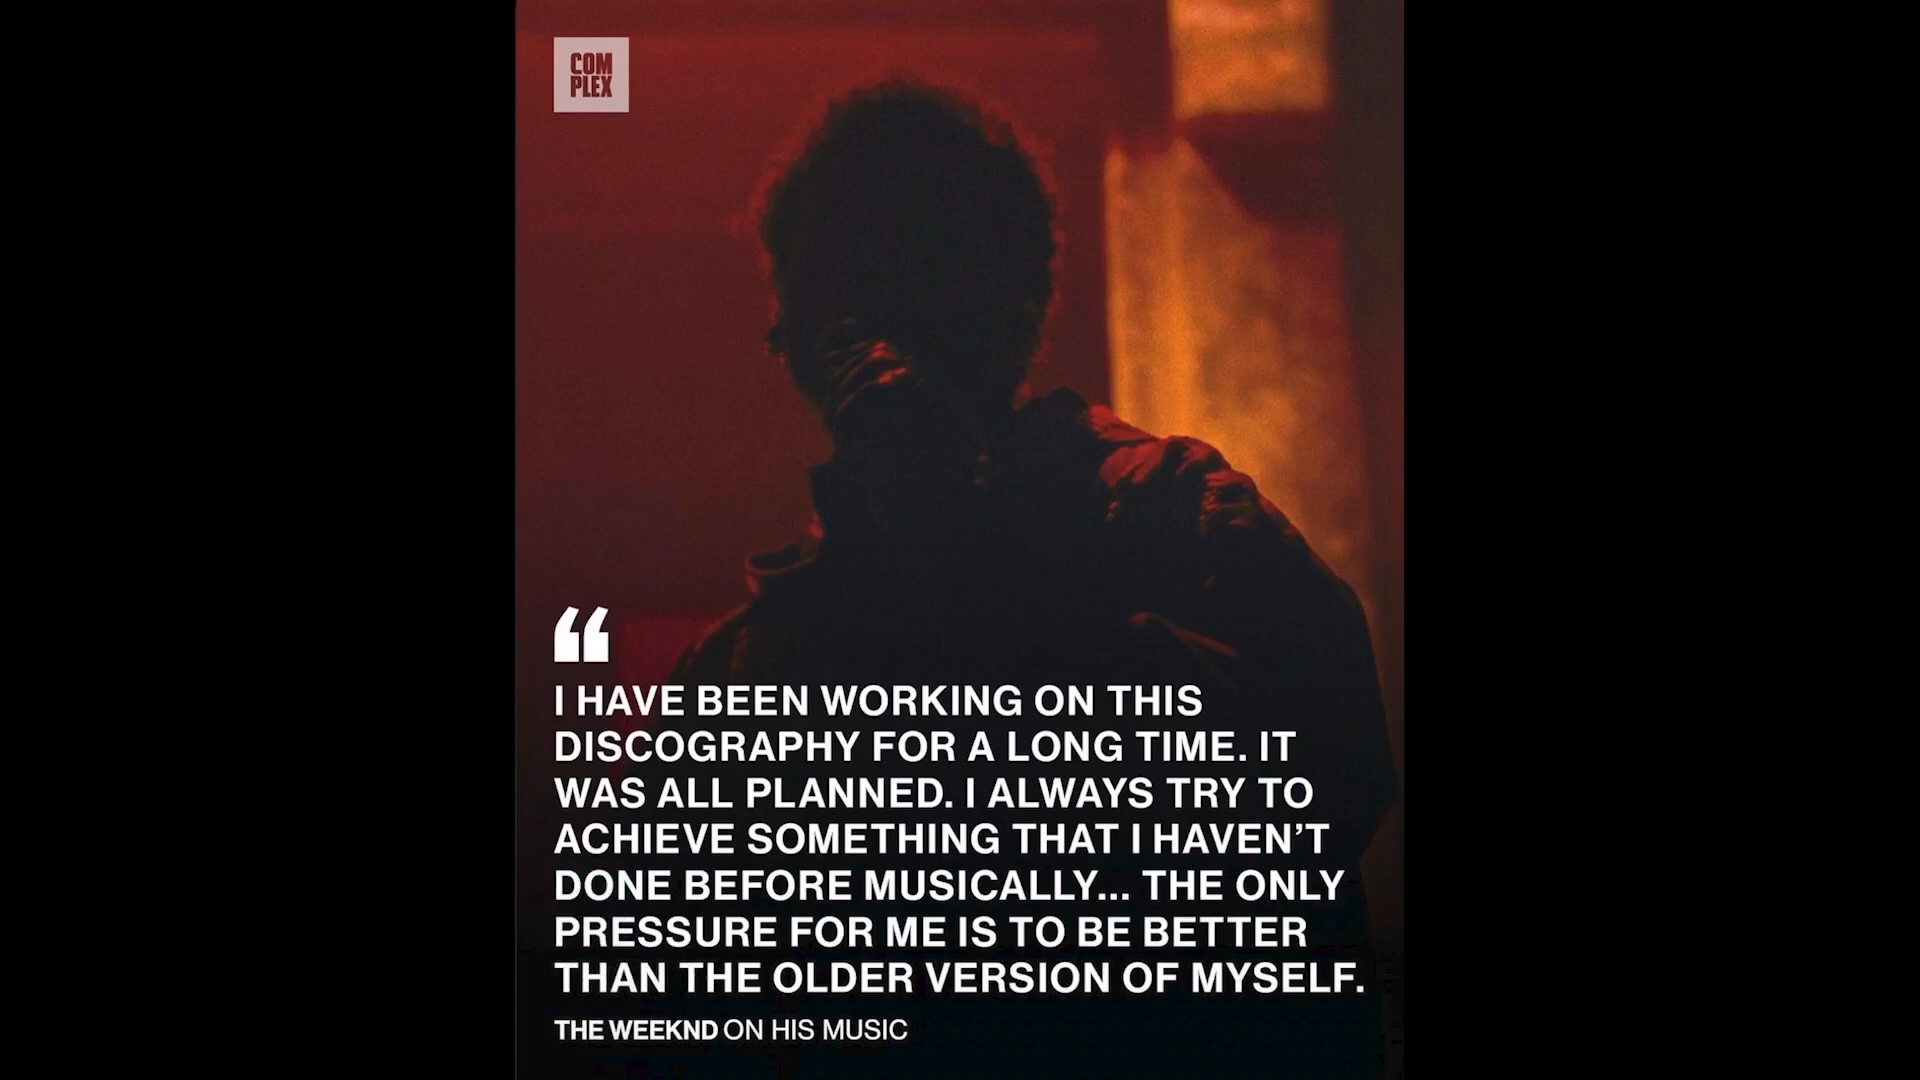 COM
PLEX
“
I HAVE BEEN WORKING ON THIS
DISCOGRAPHY FOR A LONG TIME. IT
WAS ALL PLANNED. I ALWAYS TRY TO
ACHIEVE SOMETHING THAT I HAVEN’T
DONE BEFORE MUSICALLY... THE ONLY
PRESSURE FOR ME IS TO BE BETTER
THAN THE OLDER VERSION OF MYSELF.
THE WEEKND ON HIS MUSIC